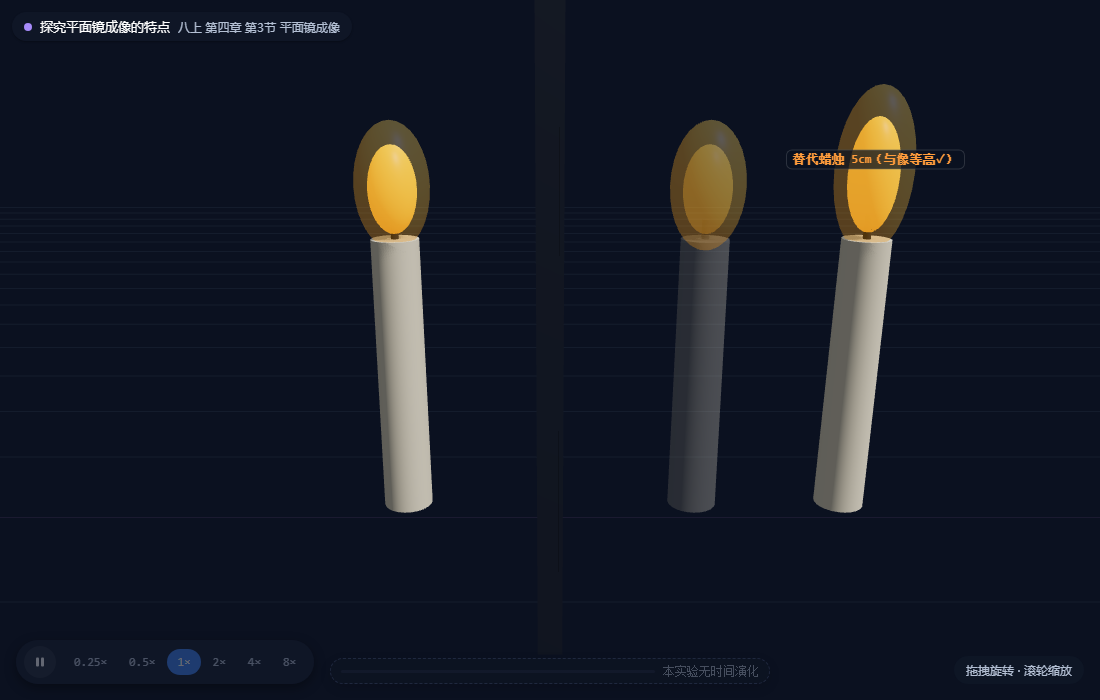 探究平面镜成像的特点 八上 第四章 第3节 平面镜成像
替代蜡烛 5cm（与像等高✓）
0.25× 0.5× 1× 2× 4× 8×
本实验无时间演化
拖拽旋转·滚轮缩放